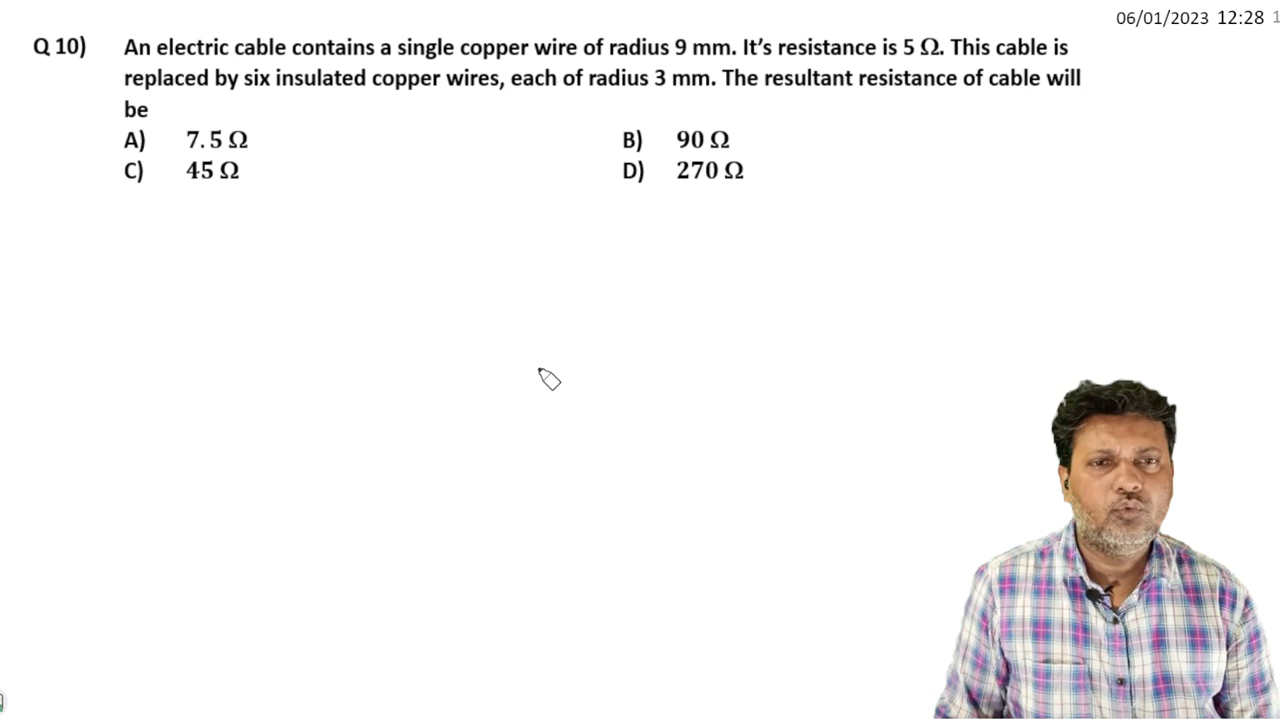 06/01/2023 12:28 1
Q 10) An electric cable contains a single copper wire of radius 9 mm. It’s resistance is 5 Ω. This cable is
replaced by six insulated copper wires, each of radius 3 mm. The resultant resistance of cable will
be
A) 7.5 Ω B) 90 Ω
C) 45 Ω D) 270 Ω